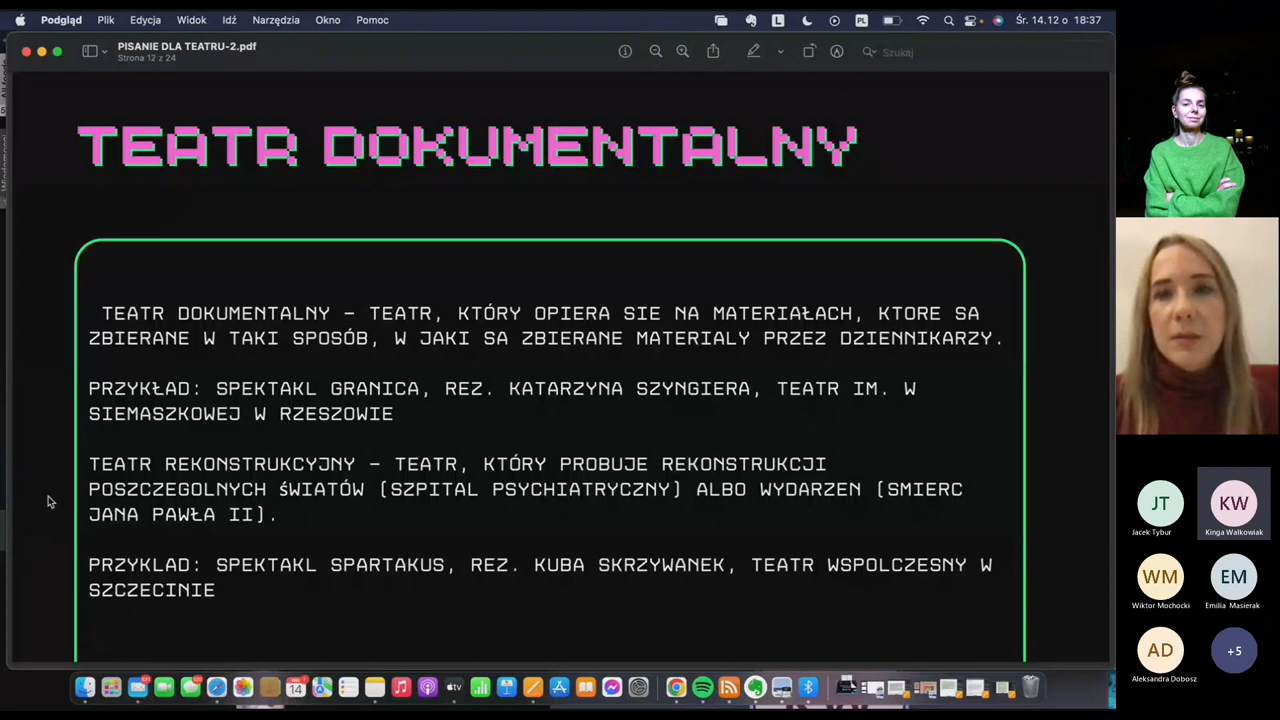 Podgląd Plik Edycja Widok Idź Narzędzia Okno Pomoc PL Śr. 14.12 o 18:37
PISANIE DLA TEATRU-2.pdf
Strona 12 z 24
Szukaj
TEATR DOKUMENTALNY
TEATR DOKUMENTALNY – TEATR, KTÓRY OPIERA SIE NA MATERIAŁACH, KTORE SA
ZBIERANE W TAKI SPOSÓB, W JAKI SA ZBIERANE MATERIALY PRZEZ DZIENNIKARZY.
PRZYKŁAD: SPEKTAKL GRANICA, REZ. KATARZYNA SZYNGIERA, TEATR IM. W
SIEMASZKOWEJ W RZESZOWIE
TEATR REKONSTRUKCYJNY – TEATR, KTÓRY PROBUJE REKONSTRUKCJI
POSZCZEGOLNYCH ŚWIATÓW (SZPITAL PSYCHIATRYCZNY) ALBO WYDARZEN (SMIERC
JANA PAWŁA II).
PRZYKLAD: SPEKTAKL SPARTAKUS, REZ. KUBA SKRZYWANEK, TEATR WSPOLCZESNY W
SZCZECINIE
JT KW
Jacek Tybur Kinga Walkowiak
WM EM
Wiktor Mochocki Emilia Masierak
AD +5
Aleksandra Dobosz